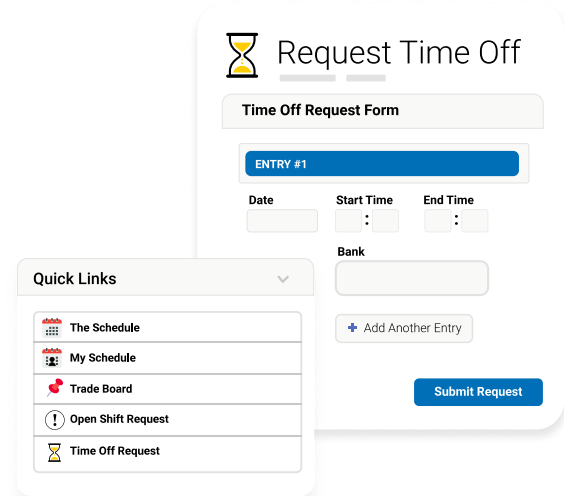 Request Time Off
Time Off Request Form
ENTRY #1
Date Start Time End Time
: :
Bank
+ Add Another Entry
Submit Request
Quick Links
The Schedule
My Schedule
Trade Board
Open Shift Request
Time Off Request